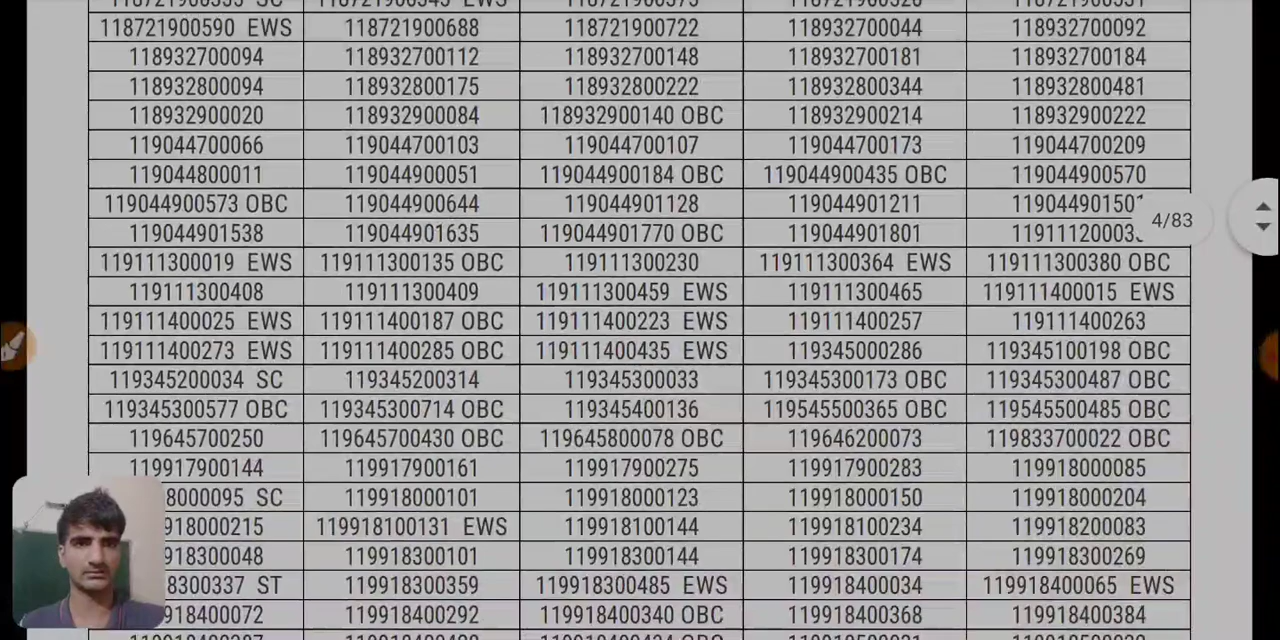 118721900590 EWS 118721900688 118721900722 118932700044 118932700092
118932700094 118932700112 118932700148 118932700181 118932700184
118932800094 118932800175 118932800222 118932800344 118932800481
118932900020 118932900084 118932900140 OBC 118932900214 118932900222
119044700066 119044700103 119044700107 119044700173 119044700209
119044800011 119044900051 119044900184 OBC 119044900435 OBC 119044900570
119044900573 OBC 119044900644 119044901128 119044901211
4/83
119044901538 119044901635 119044901770 OBC 119044901801
119111300019 EWS 119111300135 OBC 119111300230 119111300364 EWS 119111300380 OBC
119111300408 119111300409 119111300459 EWS 119111300465 119111400015 EWS
119111400025 EWS 119111400187 OBC 119111400223 EWS 119111400257 119111400263
119111400273 EWS 119111400285 OBC 119111400435 EWS 119345000286 119345100198 OBC
119345200034 SC 119345200314 119345300033 119345300173 OBC 119345300487 OBC
119345300577 OBC 119345300714 OBC 119345400136 119545500365 OBC 119545500485 OBC
119645700250 119645700430 OBC 119645800078 OBC 119646200073 119833700022 OBC
119917900144 119917900161 119917900275 119917900283 119918000085
8000095 SC 119918000101 119918000123 119918000150 119918000204
918000215 119918100131 EWS 119918100144 119918100234 119918200083
918300048 119918300101 119918300144 119918300174 119918300269
8300337 ST 119918300359 119918300485 EWS 119918400034 119918400065 EWS
918400072 119918400292 119918400340 OBC 119918400368 119918400384